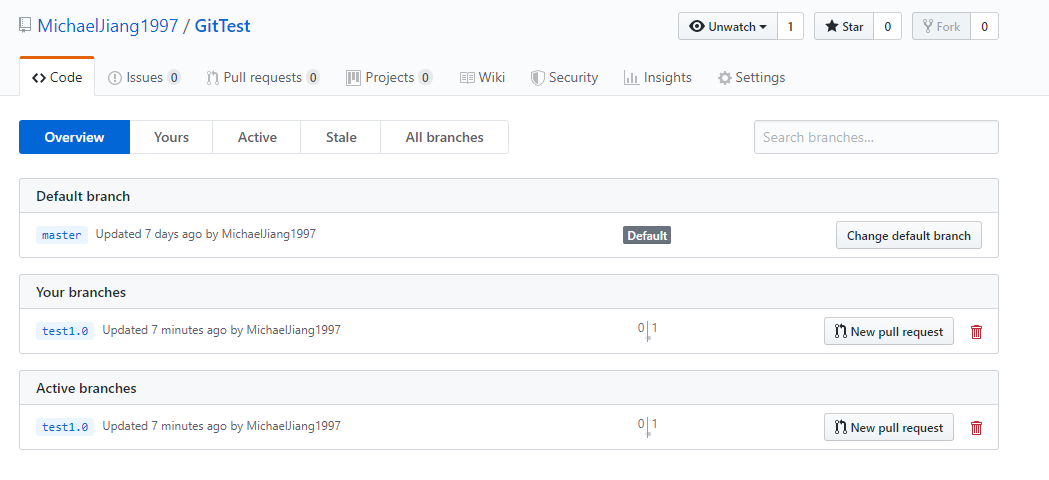 MichaelJiang1997 / GitTest Unwatch 1 Star 0 Fork 0
Code Issues 0 Pull requests 0 Projects 0 Wiki Security Insights Settings
Overview Yours Active Stale All branches Search branches...
Default branch
master Updated 7 days ago by MichaelJiang1997 Default Change default branch
Your branches
test1.0 Updated 7 minutes ago by MichaelJiang1997 0 1 New pull request
Active branches
test1.0 Updated 7 minutes ago by MichaelJiang1997 0 1 New pull request